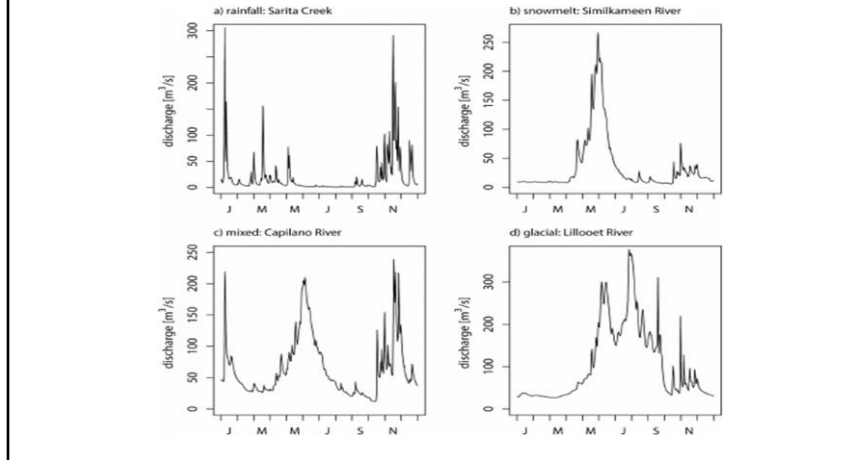 a) rainfall: Sarita Creek
discharge [m³/s]
300
200
100
50
0
J M M J S N
b) snowmelt: Similkameen River
discharge [m³/s]
250
200
150
100
50
0
J M M J S N
c) mixed: Capilano River
discharge [m³/s]
250
200
150
100
50
0
J M M J S N
d) glacial: Lillooet River
discharge [m³/s]
300
200
100
0
J M M J S N